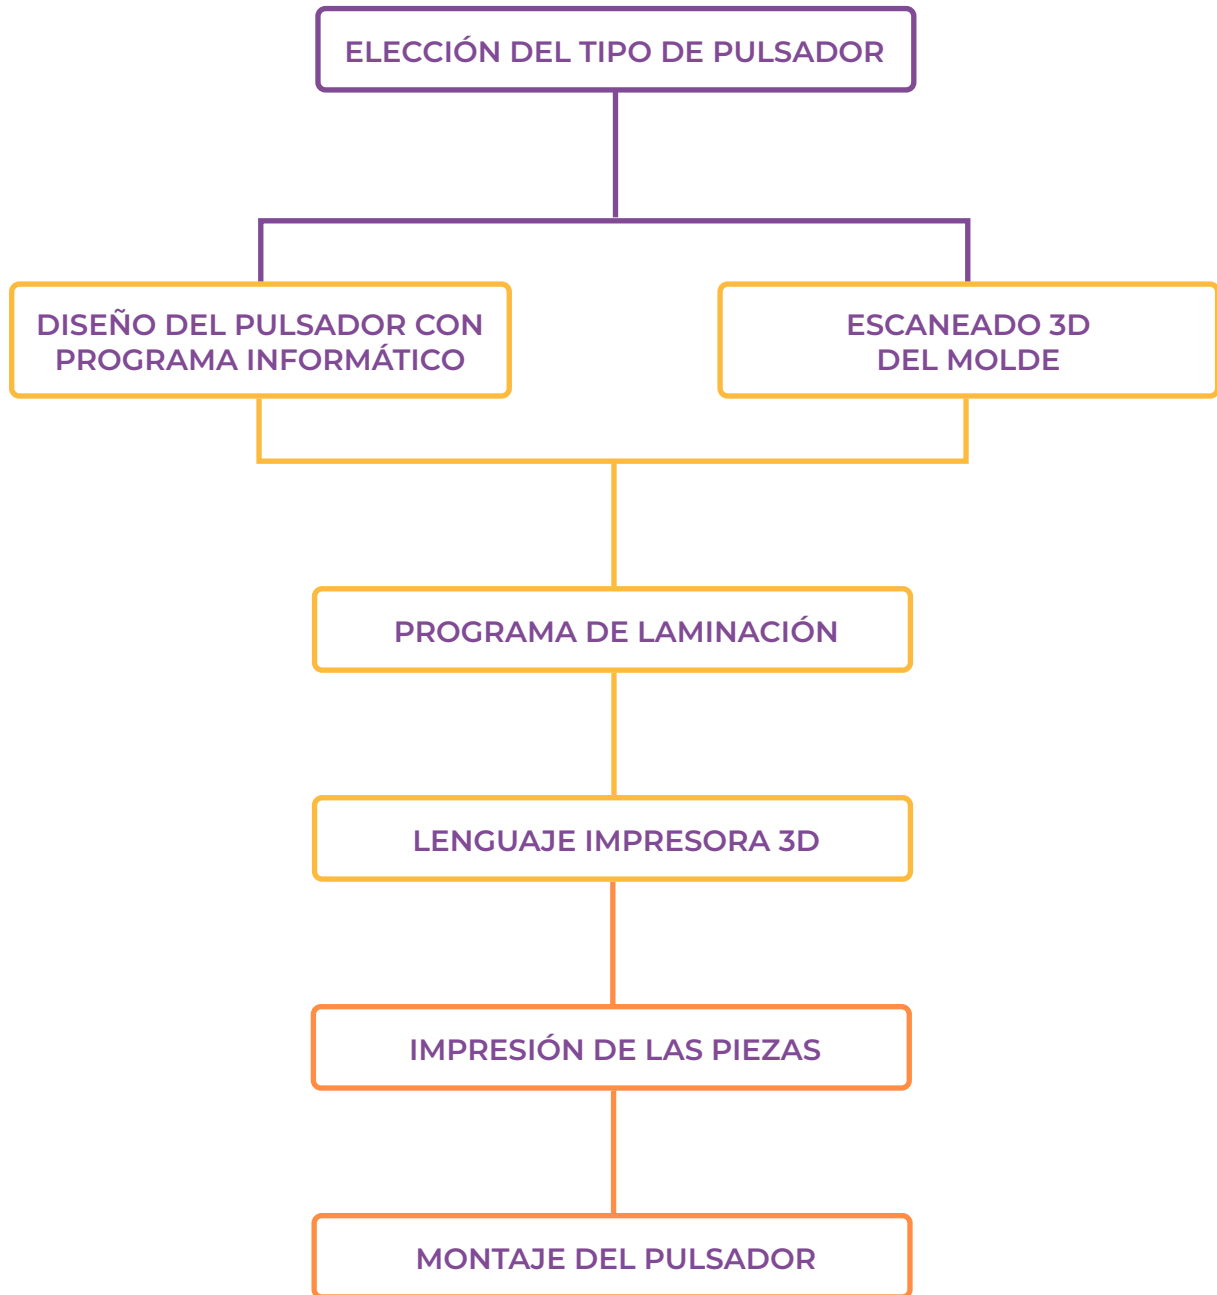 ELECCIÓN DEL TIPO DE PULSADOR
DISEÑO DEL PULSADOR CON
PROGRAMA INFORMÁTICO
ESCANEADO 3D
DEL MOLDE
PROGRAMA DE LAMINACIÓN
LENGUAJE IMPRESORA 3D
IMPRESIÓN DE LAS PIEZAS
MONTAJE DEL PULSADOR